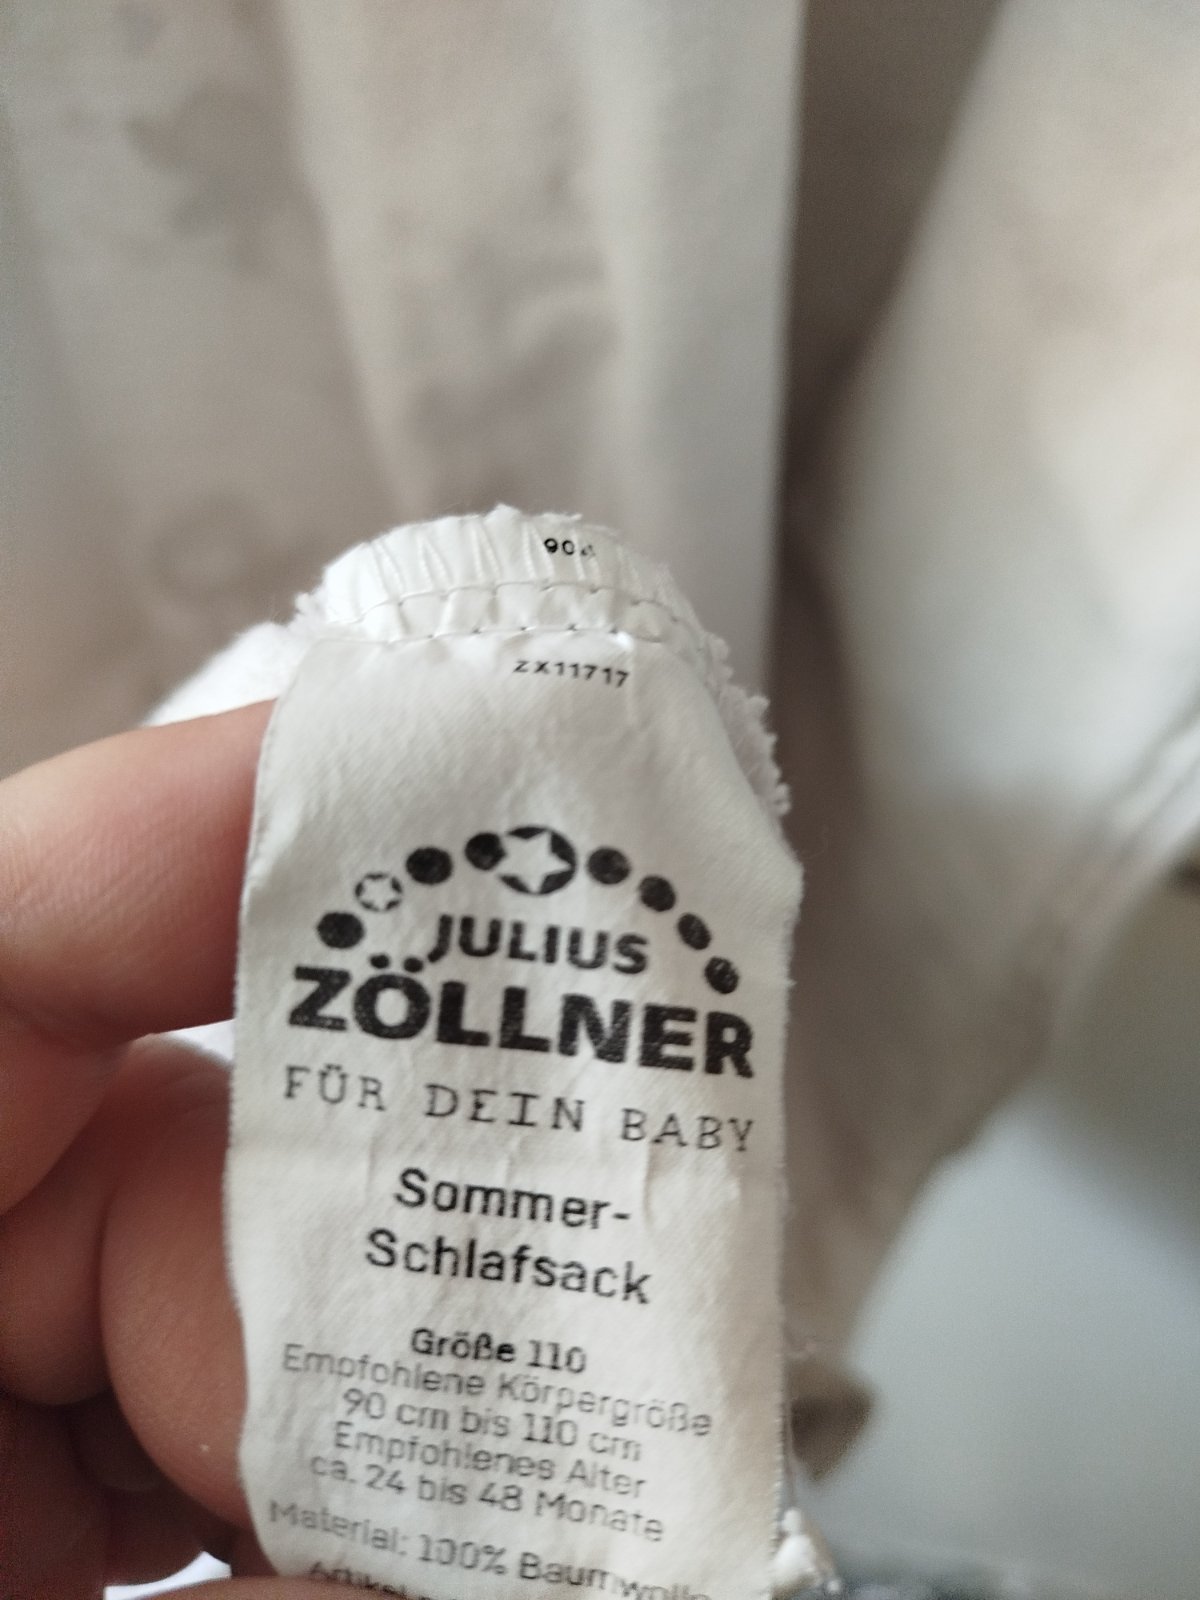 ZX11717
JULIUS
ZÖLLNER
FÜR DEIN BABY
Sommer-
Schlafsack
Größe 110
Empfohlene Körpergröße
90 cm bis 110 cm
Empfohlenes Alter
ca. 24 bis 48 Monate
Material: 100% Baumwolle